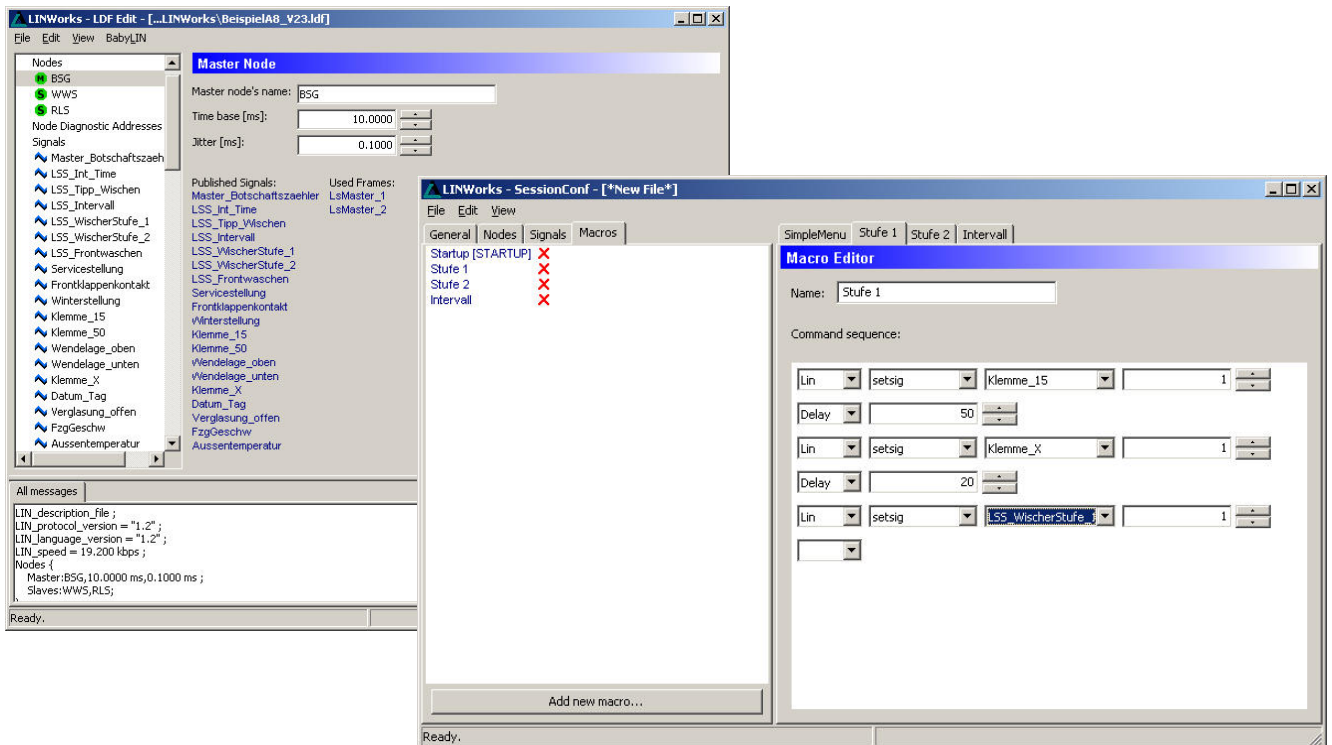 LINWorks - LDF Edit - [...LINWorks\BeispielA8_V23.ldf]
File Edit View BabyLIN
Nodes
M BSG
S WWS
S RLS
Node Diagnostic Addresses
Signals
Master_Botschaftszaeh
LSS_Int_Time
LSS_Tipp_Wischen
LSS_Intervall
LSS_WischerStufe_1
LSS_WischerStufe_2
LSS_Frontwaschen
Servicestellung
Frontklappenkontakt
Winterstellung
Klemme_15
Klemme_50
Wendelage_oben
Wendelage_unten
Klemme_X
Datum_Tag
Verglasung_offen
FzgGeschw
Aussentemperatur
Master Node
Master node's name: BSG
Time base [ms]: 10.0000
Jitter [ms]: 0.1000
Published Signals: Used Frames:
Master_Botschaftszaehler LsMaster_1
LSS_Int_Time LsMaster_2
LSS_Tipp_Wischen
LSS_Intervall
LSS_WischerStufe_1
LSS_WischerStufe_2
LSS_Frontwaschen
Servicestellung
Frontklappenkontakt
Winterstellung
Klemme_15
Klemme_50
Wendelage_oben
Wendelage_unten
Klemme_X
Datum_Tag
Verglasung_offen
FzgGeschw
Aussentemperatur
All messages
LIN_description_file ;
LIN_protocol_version = "1.2" ;
LIN_language_version = "1.2" ;
LIN_speed = 19.200 kbps ;
Nodes {
Master:BSG,10.0000 ms,0.1000 ms ;
Slaves:WWS,RLS;
Ready.
LINWorks - SessionConf - [*New File*]
File Edit View
General Nodes Signals Macros
Startup [STARTUP]
Stufe 1
Stufe 2
Intervall
Add new macro...
SimpleMenu Stufe 1 Stufe 2 Intervall
Macro Editor
Name: Stufe 1
Command sequence:
Lin setsig Klemme_15 1
Delay 50
Lin setsig Klemme_X 1
Delay 20
Lin setsig LSS_WischerStufe_ 1
Ready.